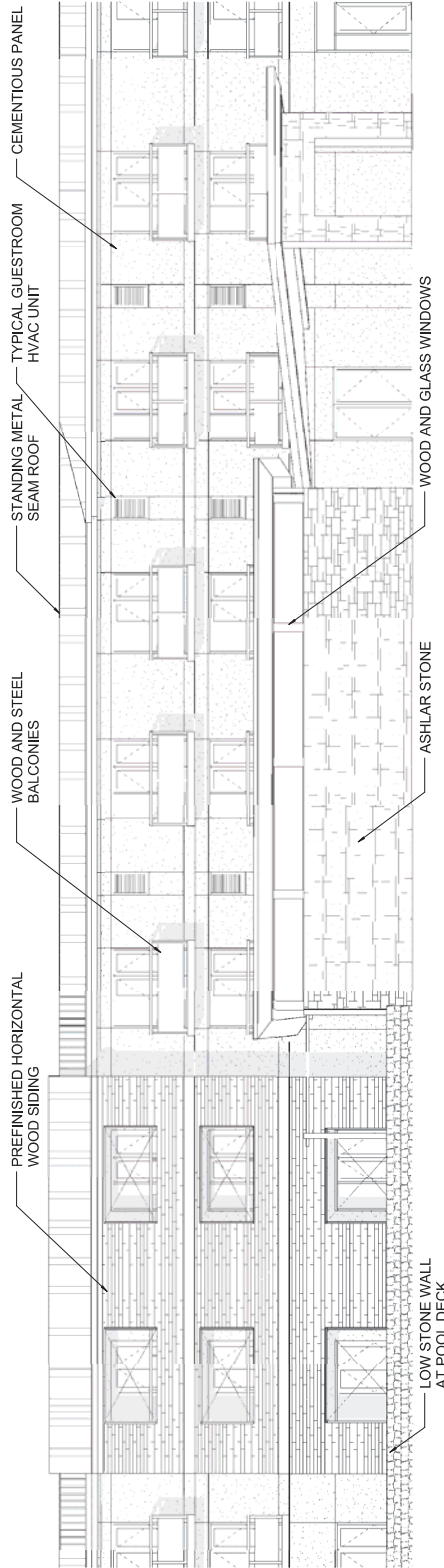 PREFINISHED HORIZONTAL
WOOD SIDING
WOOD AND STEEL
BALCONIES
STANDING METAL
SEAM ROOF
TYPICAL GUESTROOM
HVAC UNIT
CEMENTIOUS PANEL
LOW STONE WALL
AT POOL DECK
ASHLAR STONE
WOOD AND GLASS WINDOWS